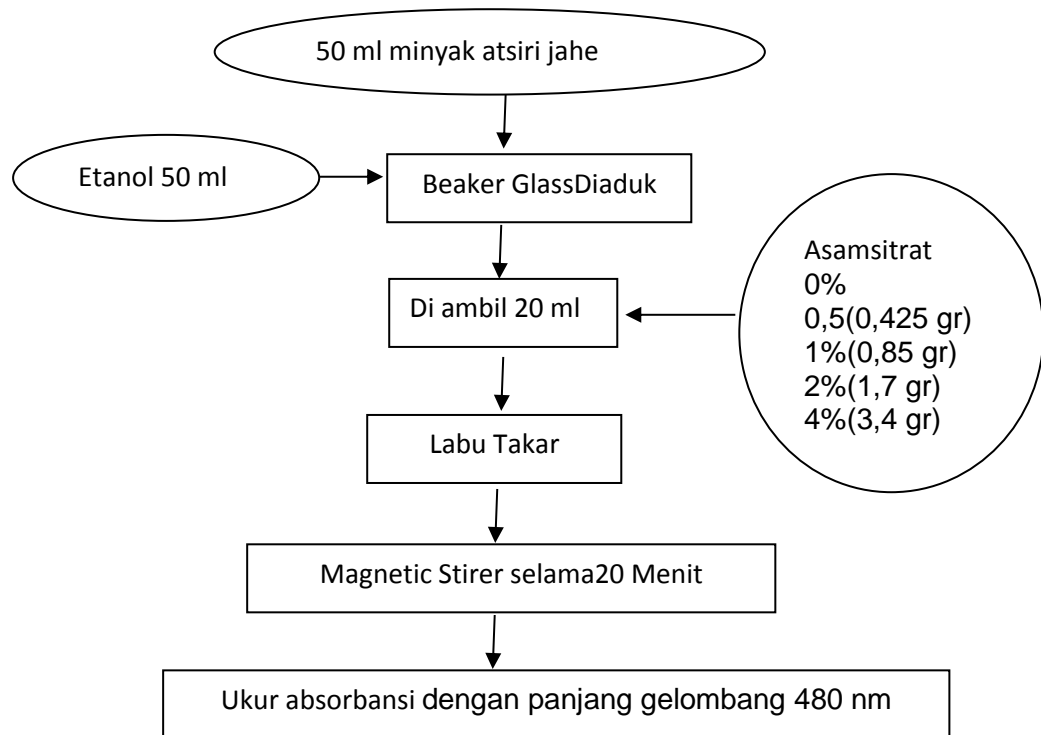 50 ml minyak atsiri jahe
Etanol 50 ml
Beaker GlassDiaduk
Di ambil 20 ml
Asamsitrat
0%
0,5(0,425 gr)
1%(0,85 gr)
2%(1,7 gr)
4%(3,4 gr)
Labu Takar
Magnetic Stirer selama20 Menit
Ukur absorbansi dengan panjang gelombang 480 nm